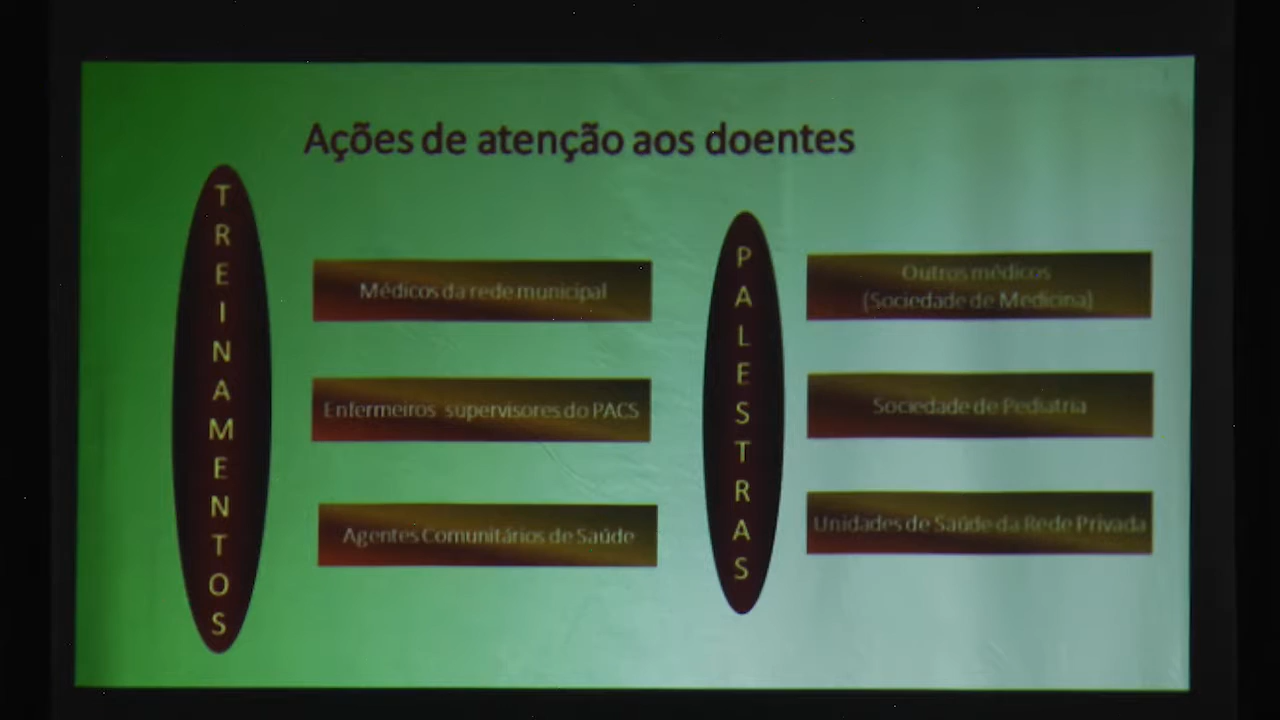 Ações de atenção aos doentes
TREINAMENTOS
Médicos da rede municipal
Enfermeiros supervisores do PACS
Agentes Comunitários de Saúde
PALESTRAS
Outros médicos
(Sociedade de Medicina)
Sociedade de Pediatria
Unidades de Saúde da Rede Privada